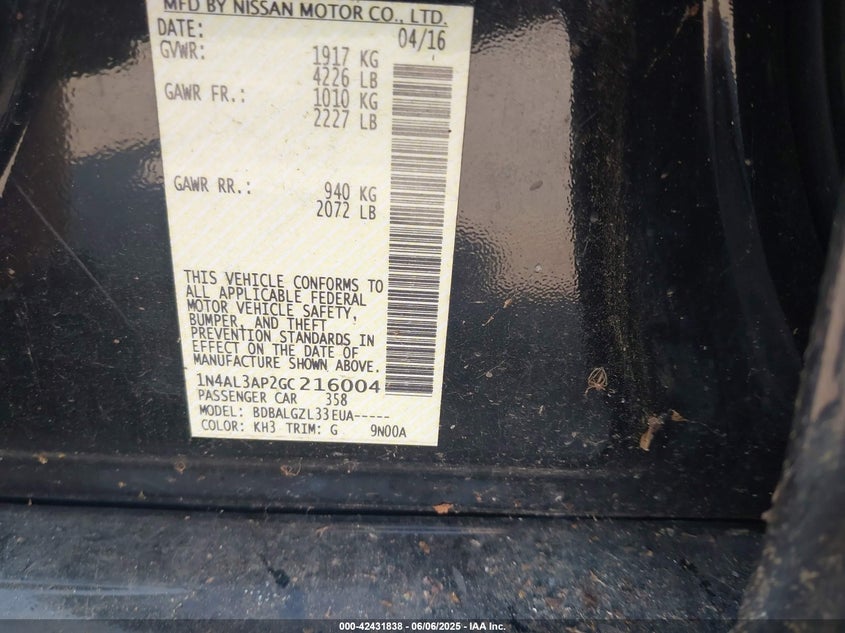 MFD BY NISSAN MOTOR CO., LTD.
DATE: 04/16
GVWR: 1917 KG
4226 LB
GAWR FR.: 1010 KG
2227 LB
GAWR RR.: 940 KG
2072 LB
THIS VEHICLE CONFORMS TO
ALL APPLICABLE FEDERAL
MOTOR VEHICLE SAFETY,
BUMPER, AND THEFT
PREVENTION STANDARDS IN
EFFECT ON THE DATE OF
MANUFACTURE SHOWN ABOVE.
1N4AL3AP2GC216004
PASSENGER CAR 358
MODEL: BDBALGZL33EUA-----
COLOR: KH3 TRIM: G 9N00A
000-42431838 - 06/06/2025 - IAA Inc.